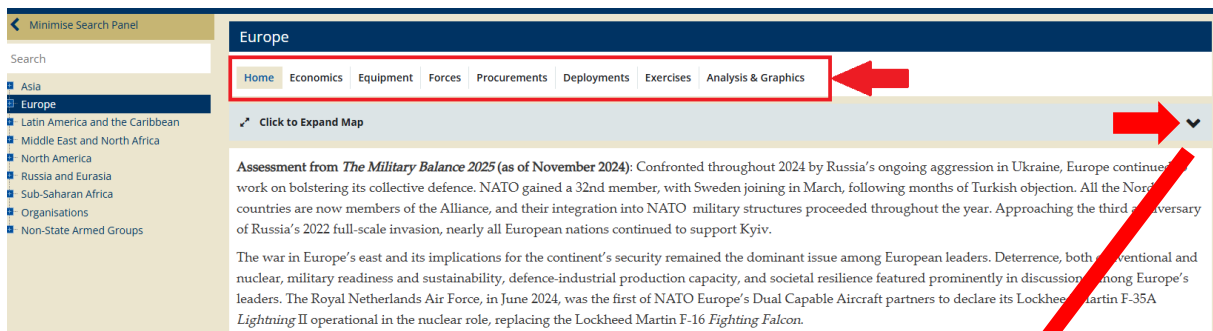 Minimise Search Panel
Search
Asia
Europe
Latin America and the Caribbean
Middle East and North Africa
North America
Russia and Eurasia
Sub-Saharan Africa
Organisations
Non-State Armed Groups
Europe
Home Economics Equipment Forces Procurements Deployments Exercises Analysis & Graphics
Click to Expand Map
Assessment from The Military Balance 2025 (as of November 2024): Confronted throughout 2024 by Russia's ongoing aggression in Ukraine, Europe continued
work on bolstering its collective defence. NATO gained a 32nd member, with Sweden joining in March, following months of Turkish objection. All the
countries are now members of the Alliance, and their integration into NATO military structures proceeded throughout the year. Approaching the third anniversary
of Russia's 2022 full-scale invasion, nearly all European nations continued to support Kyiv.
The war in Europe's east and its implications for the continent's security remained the dominant issue among European leaders. Deterrence, both conventional and
nuclear, military readiness and sustainability, defence-industrial production capacity, and societal resilience featured prominently in discussions among Europe's
leaders. The Royal Netherlands Air Force, in June 2024, was the first of NATO Europe's Dual Capable Aircraft partners to declare its Lockheed Martin F-35A
Lightning II operational in the nuclear role, replacing the Lockheed Martin F-16 Fighting Falcon.